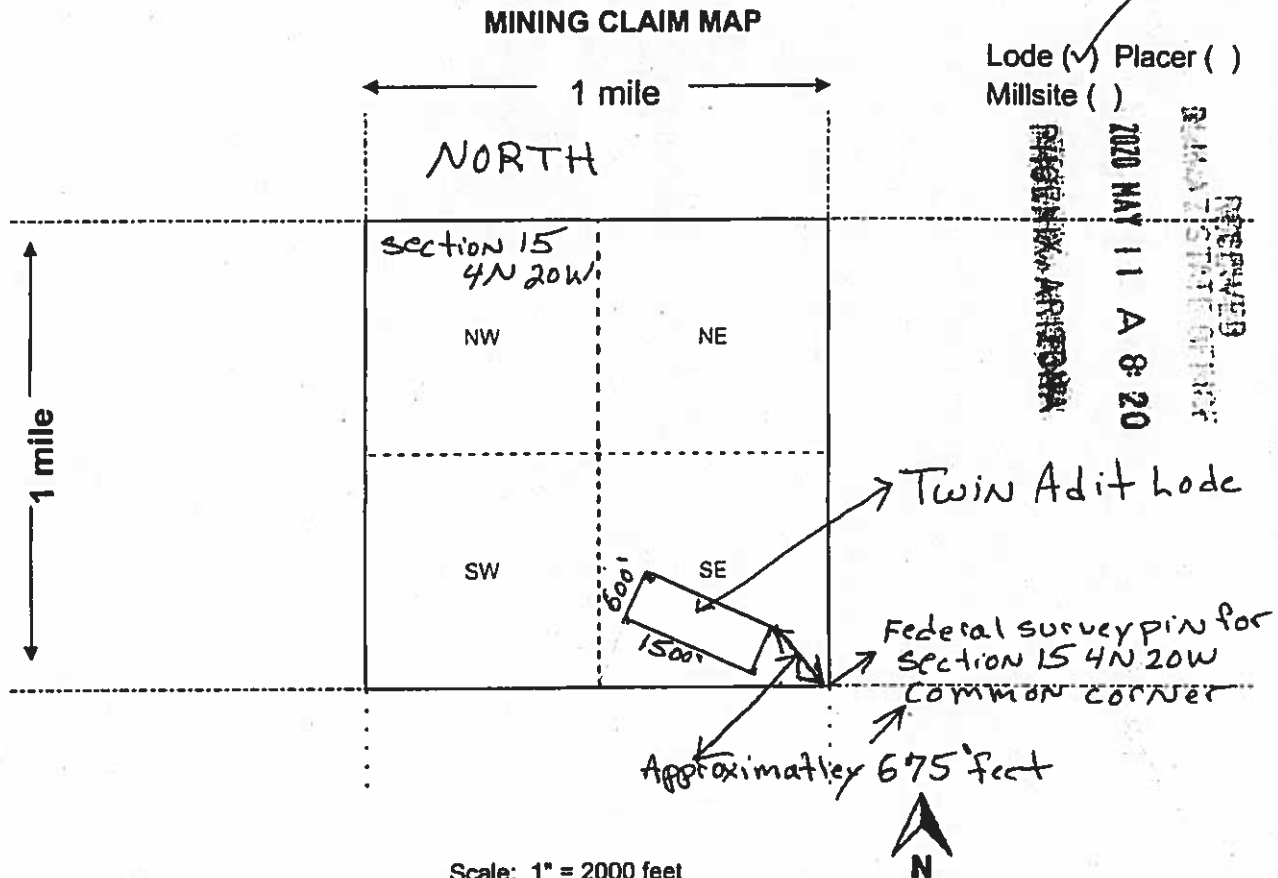 MINING CLAIM MAP
Lode (✓) Placer ( )
Millsite ( )
1 mile
NORTH
RECEIVED
2020 MAY 11 A 8:20
PHOENIX, ARIZONA
section 15
4N 20W
NW
NE
1 mile
Twin Adit Lode
SW
SE
600'
1500'
Federal survey pin for
section 15 4N 20W
common corner
Approximatley 675' feet
N
Scale: 1" = 2000 feet